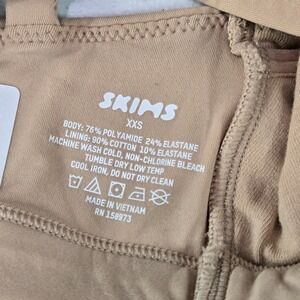 SKIMS
XXS
BODY: 76% POLYAMIDE 24% ELASTANE
LINING: 90% COTTON 10% ELASTANE
MACHINE WASH COLD, NON-CHLORINE BLEACH
TUMBLE DRY LOW TEMP
COOL IRON, DO NOT DRY CLEAN
MADE IN VIETNAM
RN 158973